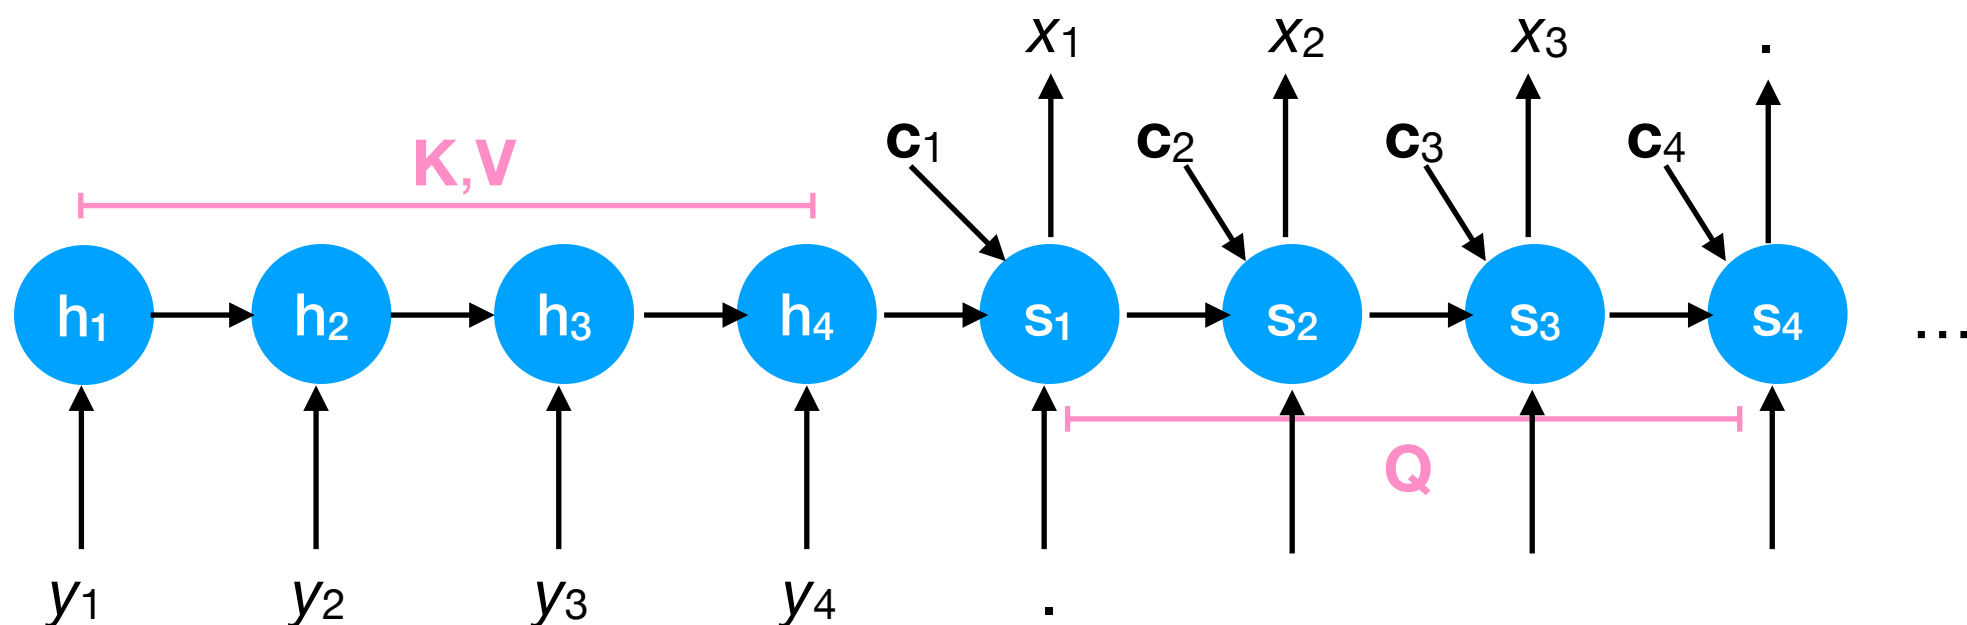 x1 x2 x3 .
c1 c2 c3 c4
K,V
h1 h2 h3 h4 s1 s2 s3 s4 ...
Q
y1 y2 y3 y4 .